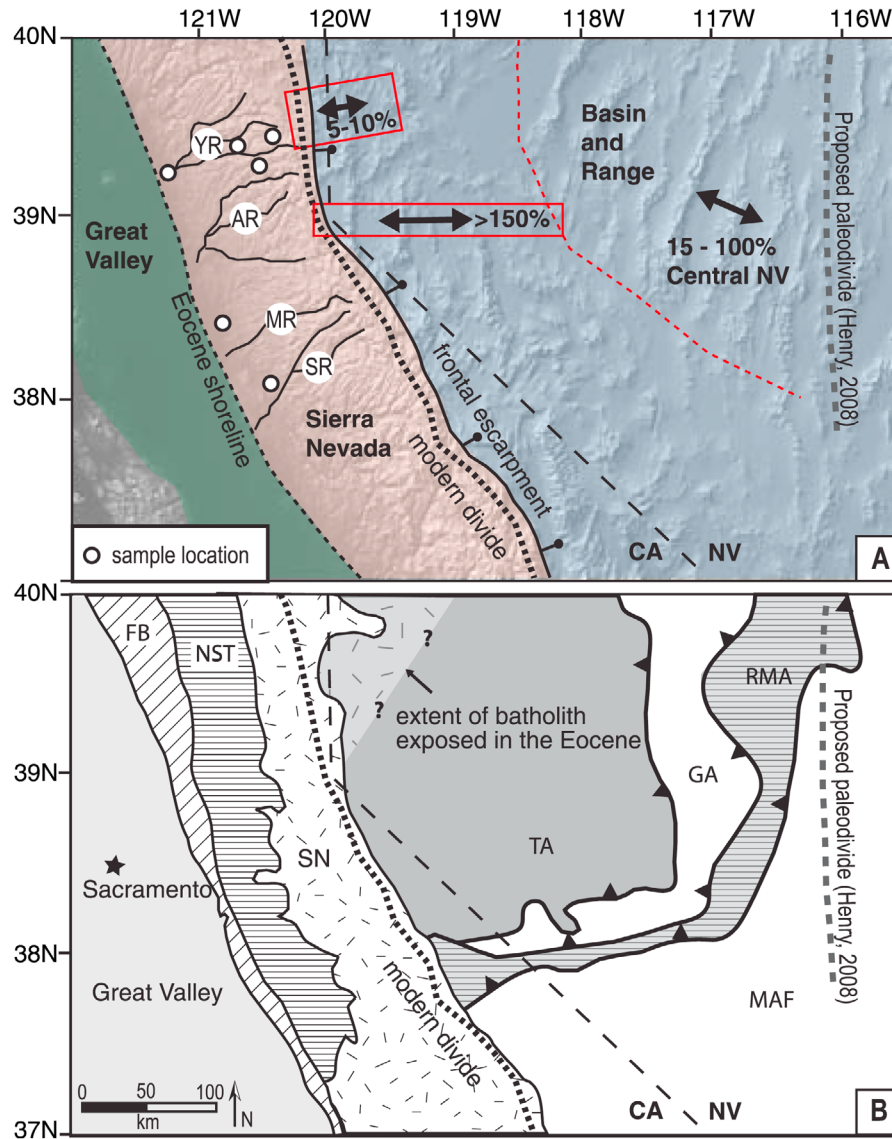 121W 120W 119W 118W 117W 116W
40N
YR
5-10%
Basin
and
Range
39N
AR
>150%
Great
Valley
15 - 100%
Central NV
MR
SR
38N
Eocene shoreline
Sierra
Nevada
frontal escarpment
modern divide
Proposed paleodivide (Henry, 2008)
sample location
CA NV
A
40N
FB
NST
?
?
extent of batholith
exposed in the Eocene
RMA
39N
GA
SN
TA
Sacramento
38N
Great Valley
modern divide
MAF
Proposed paleodivide (Henry, 2008)
0 50 100
km
N
CA NV
B
37N